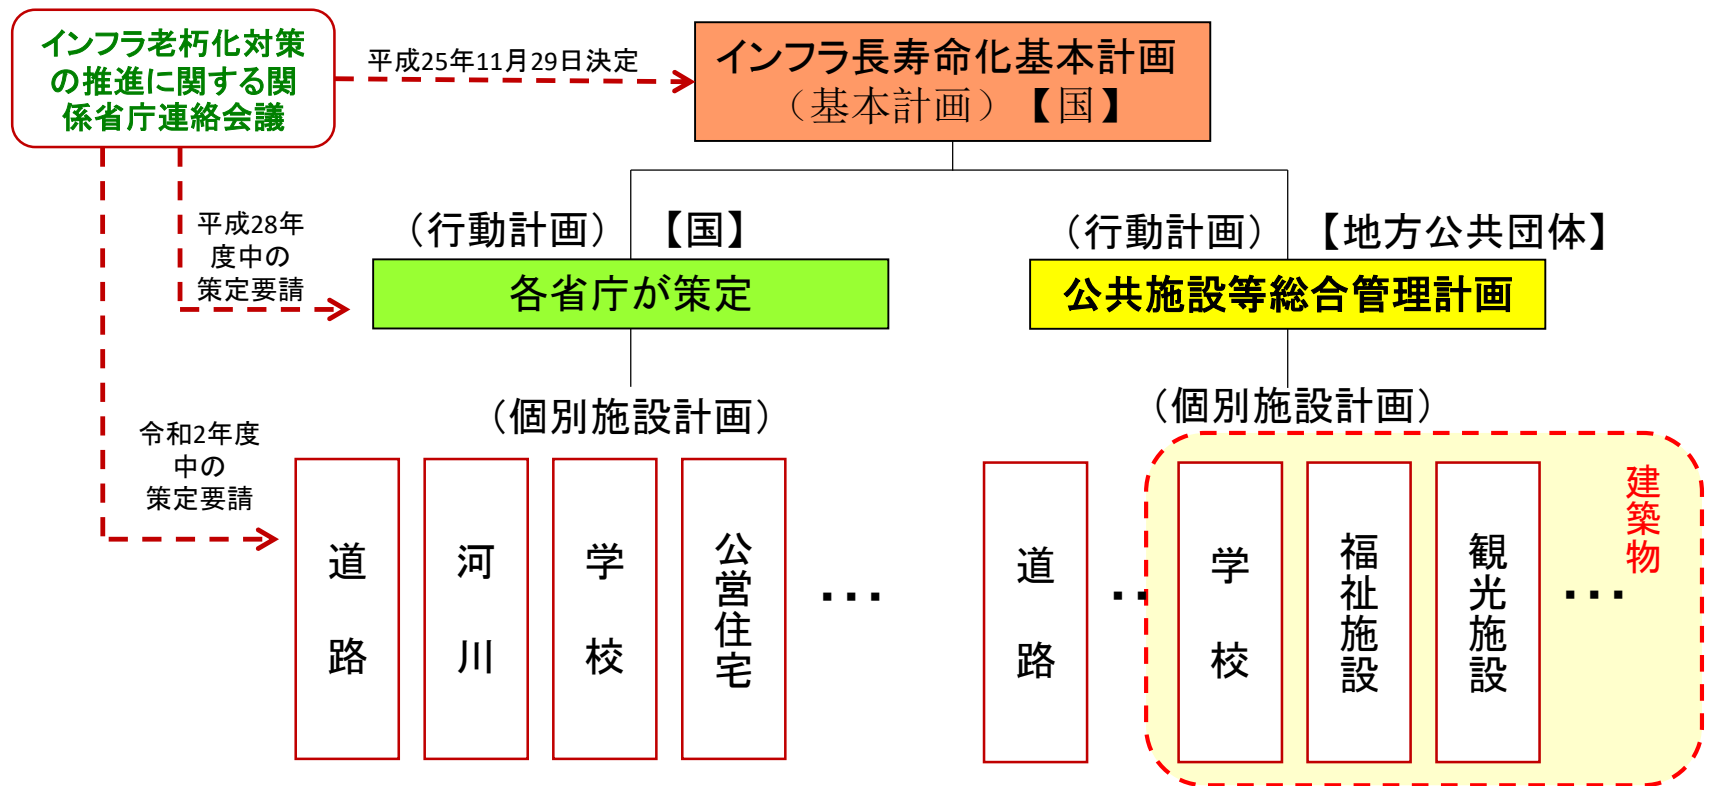 インフラ老朽化対策
の推進に関する関
係省庁連絡会議
平成25年11月29日決定
インフラ長寿命化基本計画
（基本計画）【国】
平成28年
度中の
策定要請
（行動計画） 【国】
各省庁が策定
（行動計画） 【地方公共団体】
公共施設等総合管理計画
令和2年度
中の
策定要請
（個別施設計画）
道路
河川
学校
公営住宅
…
（個別施設計画）
道路
‥
学校
福祉施設
観光施設
…
建築物